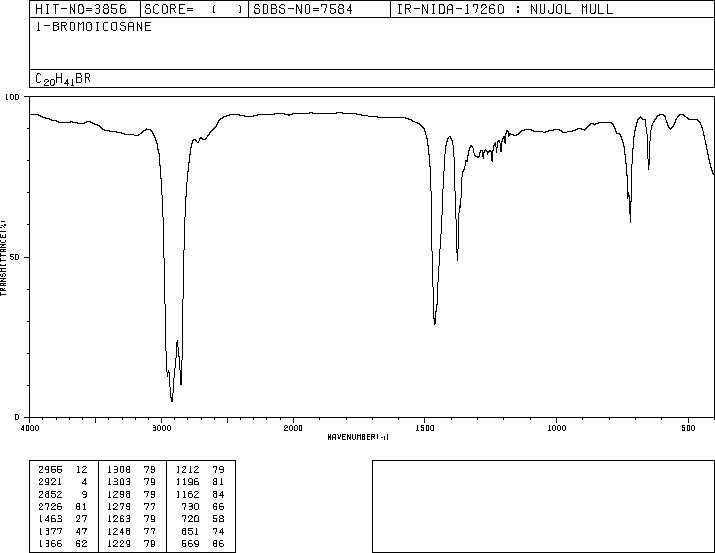 HIT-NO=3856 SCORE= ( ) SDBS-NO=7584 IR-NIDA-17260 : NUJOL MULL
1-BROMOICOSANE
C20H41BR
100
TRANSMITTANCE(%)
50
0
4000 3000 2000 1500 1000 500
WAVENUMBER(-1)
2956 12 1308 79 1212 79
2921 4 1303 79 1196 81
2852 9 1298 79 1162 84
2726 81 1279 77 730 66
1463 27 1263 79 720 58
1377 47 1248 77 651 74
1366 62 1229 79 569 86